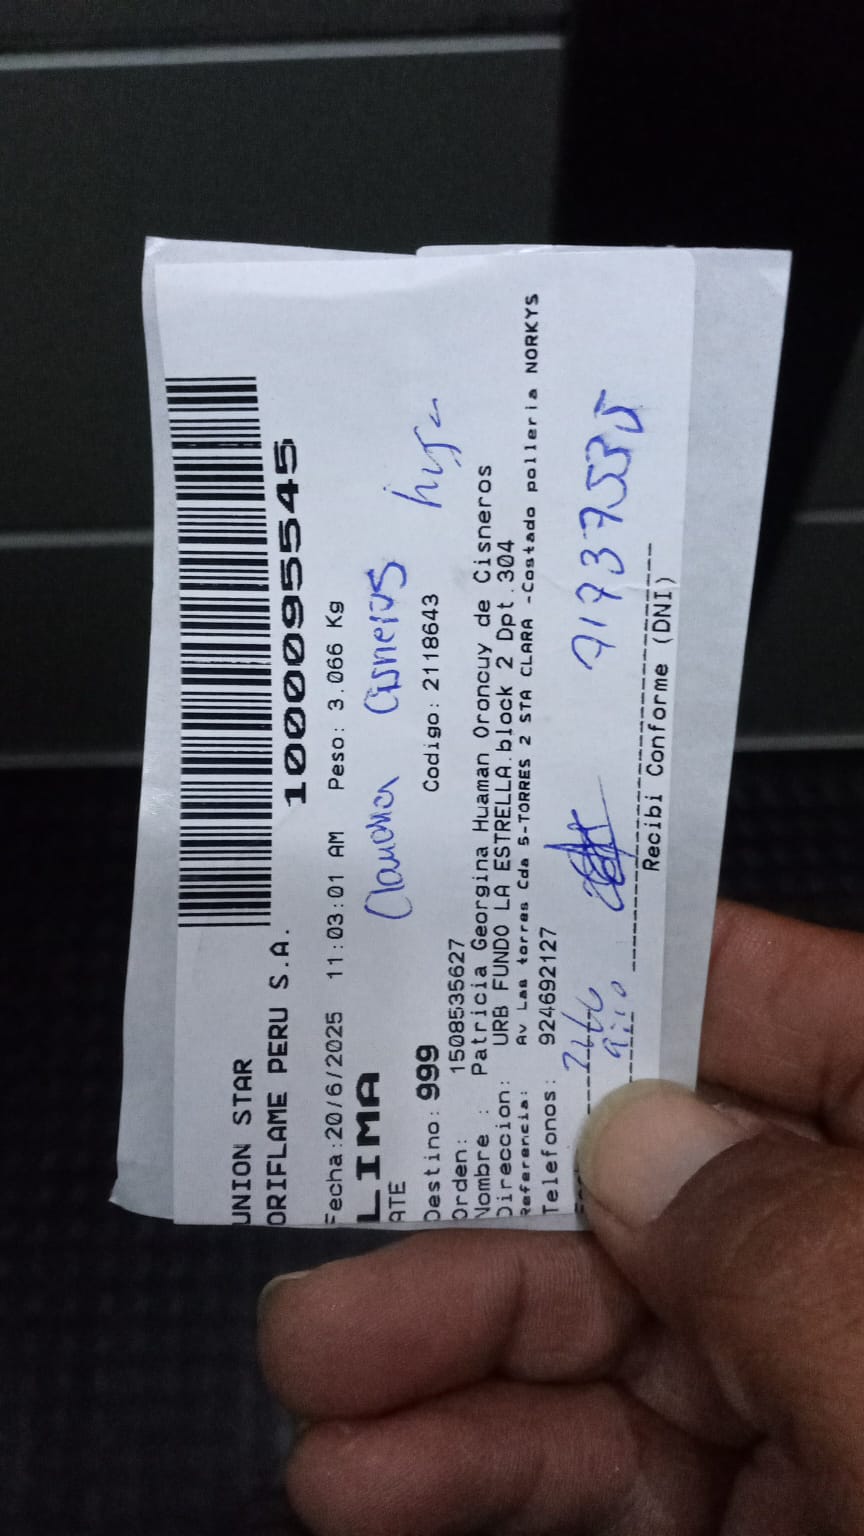 UNION STAR
ORIFLAME PERU S.A.
10000095545
Fecha:20/6/2025 11:03:01 AM Peso: 3.066 Kg
LIMA
ATE
Cisneros hija
Destino: 999 Codigo: 2118643
Orden: 1508535627
Nombre : Patricia Georgina Huaman Oroncuy de Cisneros
Direccion: URB FUNDO LA ESTRELLA.block 2 Dpt.304
Referencia: Av Las torres Cda 5-TORRES 2 STA CLARA -Costado polleria NORKYS
Telefonos: 924692127
Recibi Conforme (DNI)